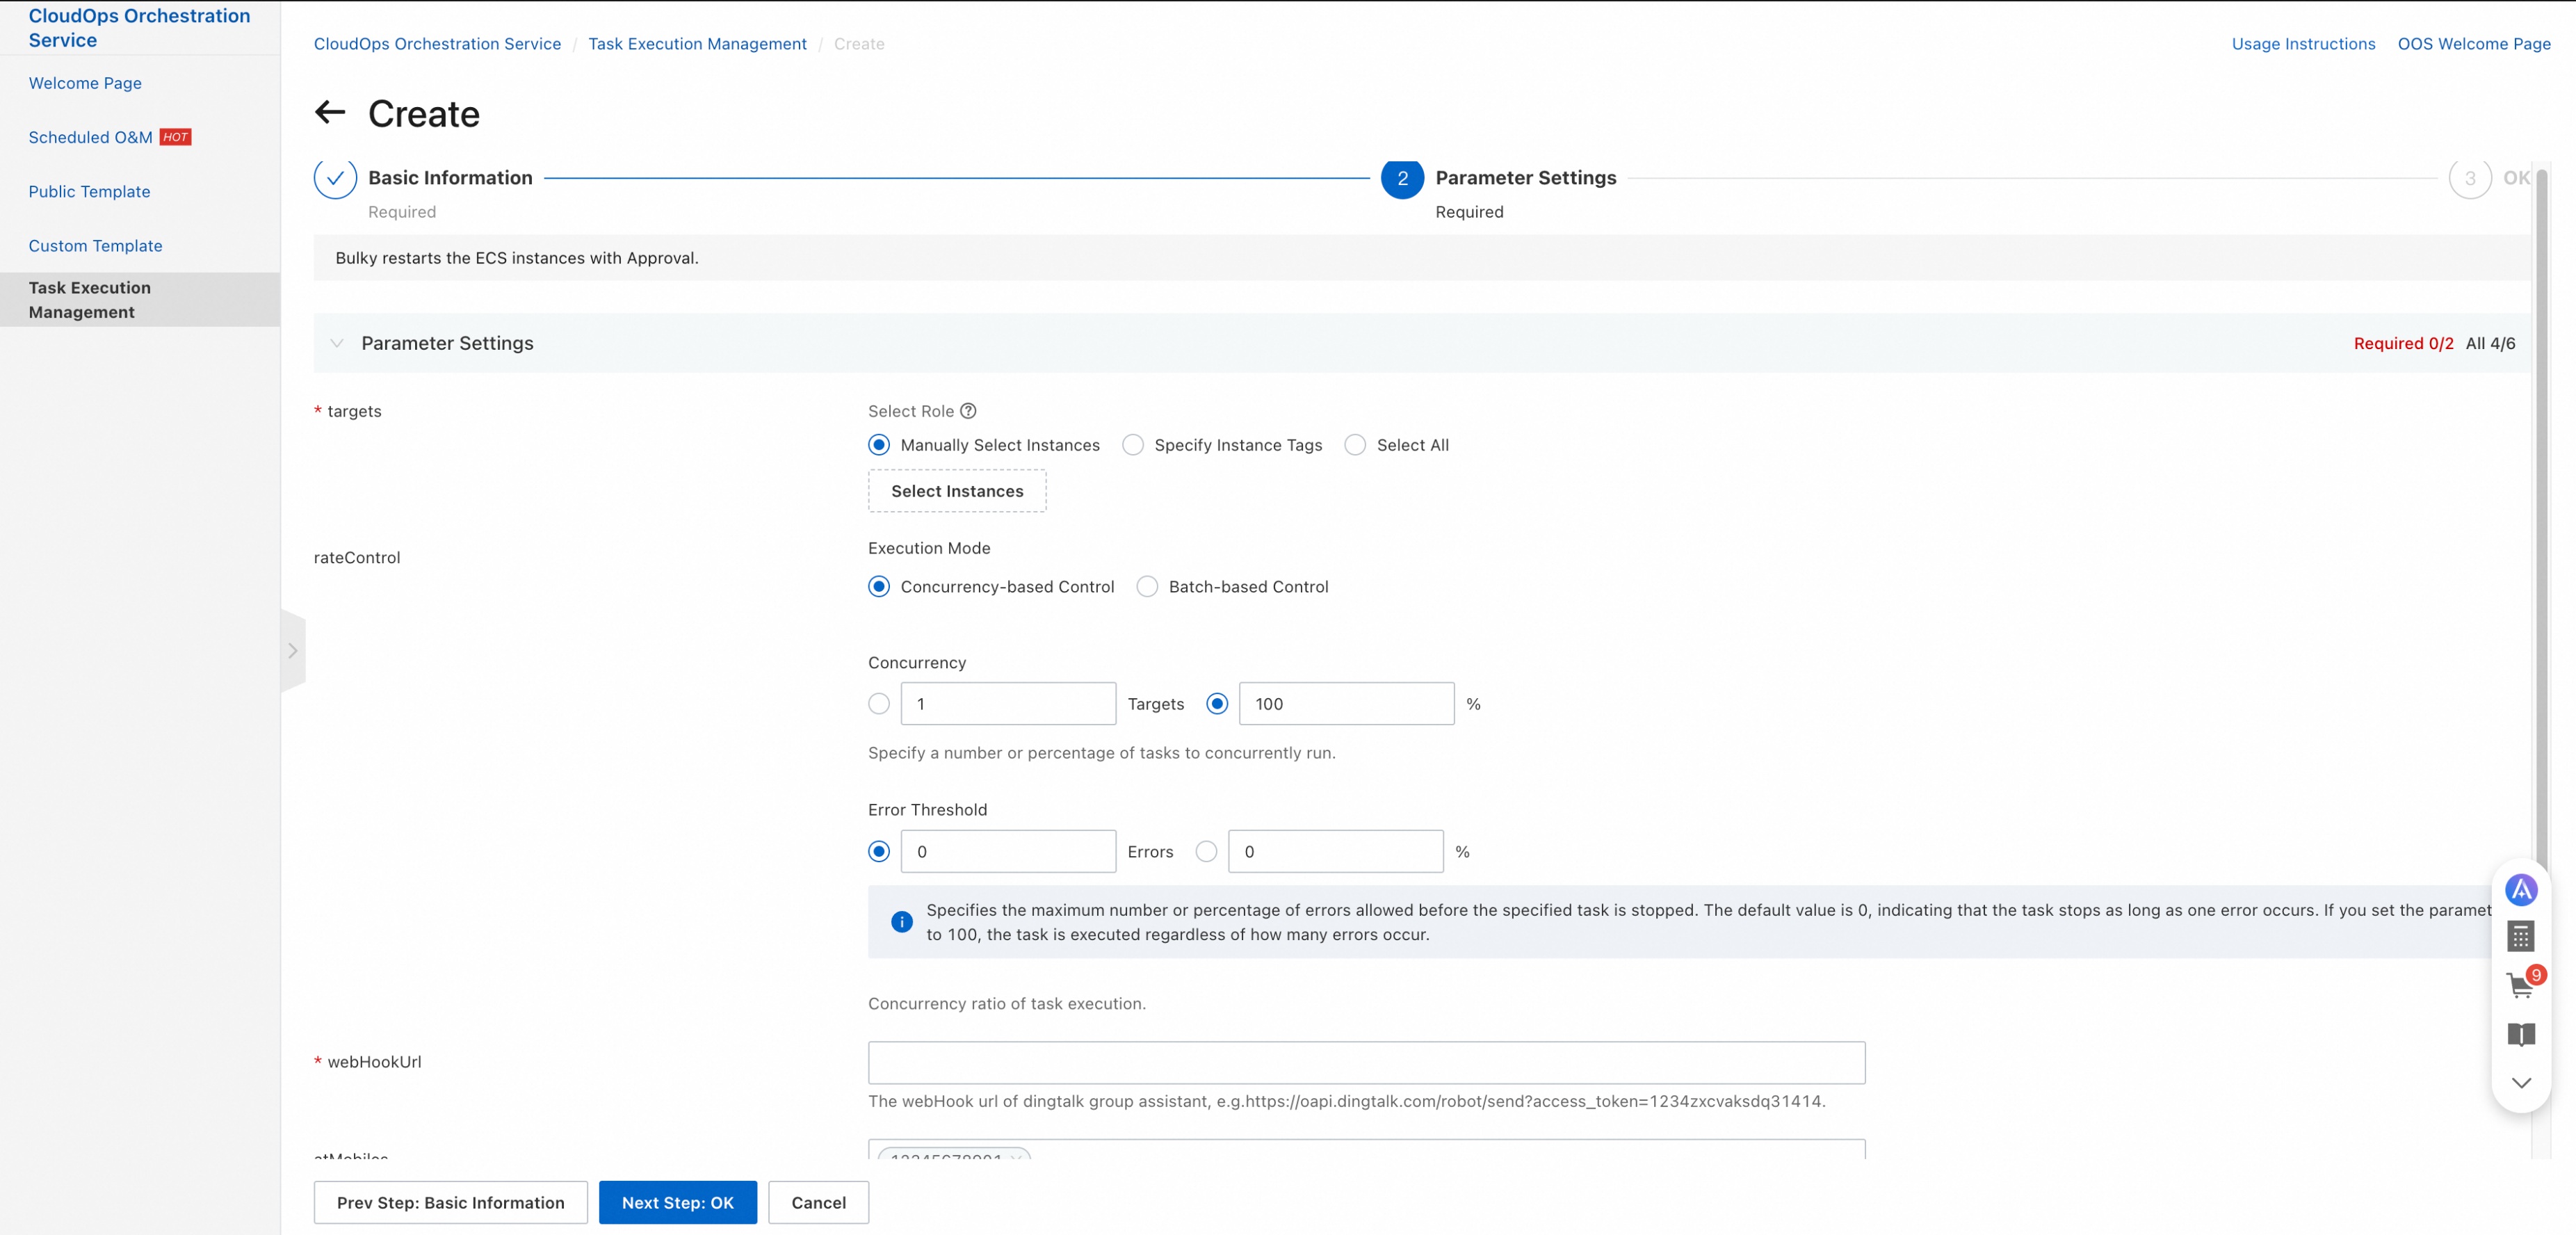 CloudOps Orchestration
Service
Welcome Page
Scheduled O&M HOT
Public Template
Custom Template
Task Execution
Management
CloudOps Orchestration Service / Task Execution Management / Create
Usage Instructions OOS Welcome Page
Create
Basic Information
Required
2 Parameter Settings
Required
3 OK
Bulky restarts the ECS instances with Approval.
Parameter Settings
Required 0/2 All 4/6
* targets
Select Role ?
Manually Select Instances Specify Instance Tags Select All
Select Instances
rateControl
Execution Mode
Concurrency-based Control Batch-based Control
Concurrency
1 Targets 100 %
Specify a number or percentage of tasks to concurrently run.
Error Threshold
0 Errors 0 %
Specifies the maximum number or percentage of errors allowed before the specified task is stopped. The default value is 0, indicating that the task stops as long as one error occurs. If you set the paramet
to 100, the task is executed regardless of how many errors occur.
Concurrency ratio of task execution.
* webHookUrl
The webHook url of dingtalk group assistant, e.g.https://oapi.dingtalk.com/robot/send?access_token=1234zxcvaksdq31414.
atMobiles
12345678901
9
Prev Step: Basic Information Next Step: OK Cancel